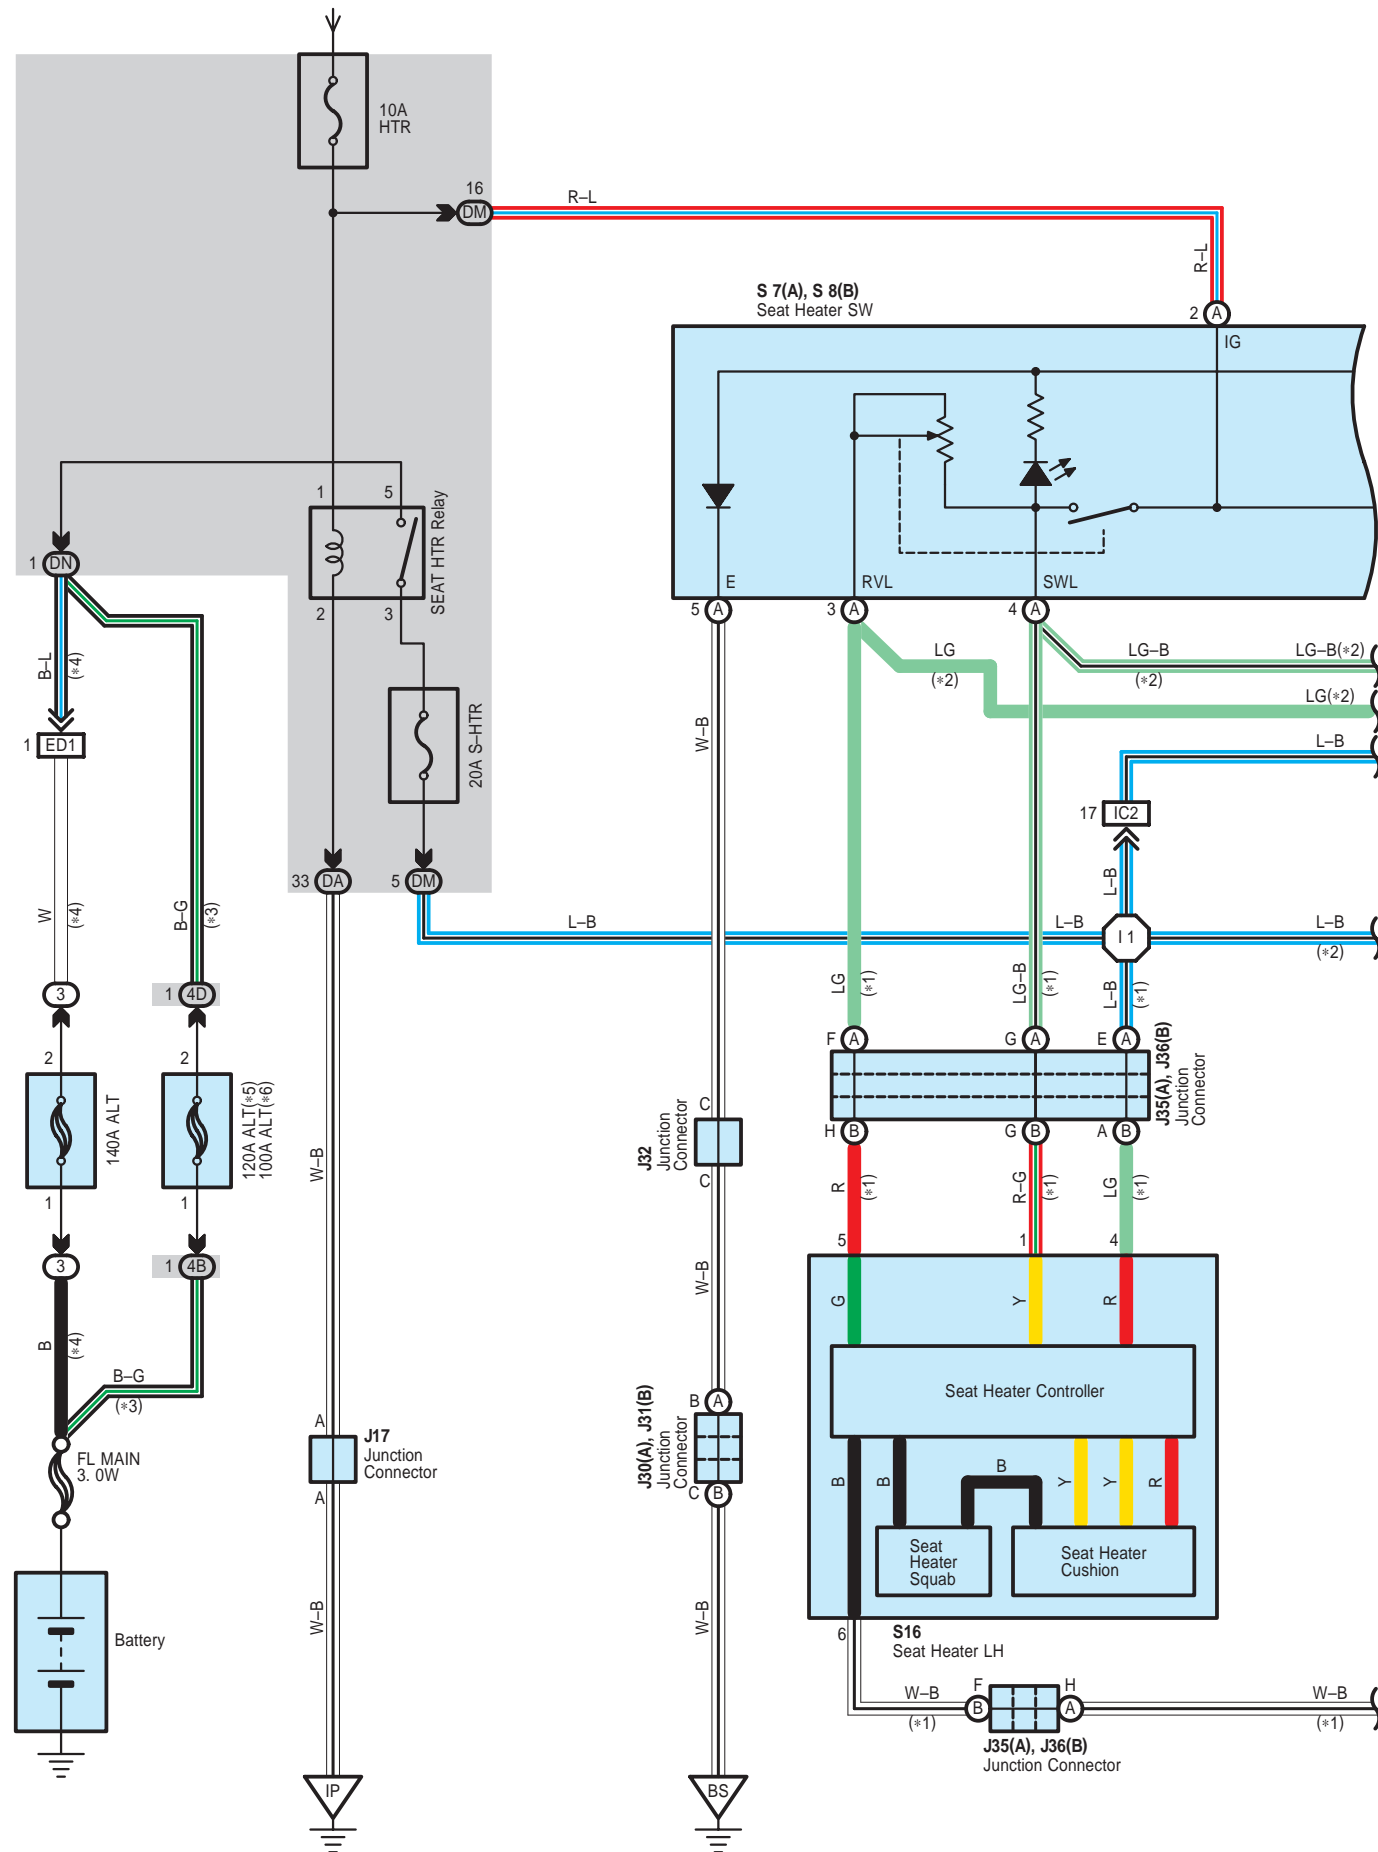 10A
HTR
16
DM
R–L
R–L
S 7(A), S 8(B)
Seat Heater SW
2
A
IG
1
5
SEAT HTR Relay
2
3
1
DN
E
RVL
SWL
5
A
3
A
4
A
B–L
(*4)
LG
(*2)
LG–B
(*2)
LG–B(*2)
LG(*2)
1
ED1
20A S–HTR
W–B
L–B
17
IC2
33
DA
5
DM
L–B
W
(*4)
B–G
(*3)
L–B
L–B
I 1
L–B
(*2)
LG
(*1)
LG–B
(*1)
L–B
(*1)
3
1
4D
F
A
G
A
E
A
J35(A), J36(B)
Junction
Connector
2
2
140A ALT
120A ALT(*5)
100A ALT(*6)
1
1
C
J32
Junction
Connector
C
H
B
G
B
A
B
W–B
R
(*1)
R–G
(*1)
LG
(*1)
5
1
4
3
1
4B
W–B
G
Y
R
B
(*4)
B–G
(*3)
Seat Heater Controller
B
A
J30(A), J31(B)
Junction
Connector
C
B
A
J17
Junction
Connector
A
FL MAIN
3. 0W
B
B
B
Y
Y
R
Seat
Heater
Squab
Seat Heater
Cushion
W–B
W–B
Battery
6
S16
Seat Heater LH
W–B
(*1)
F
B
H
A
W–B
(*1)
J35(A), J36(B)
Junction Connector
IP
BS